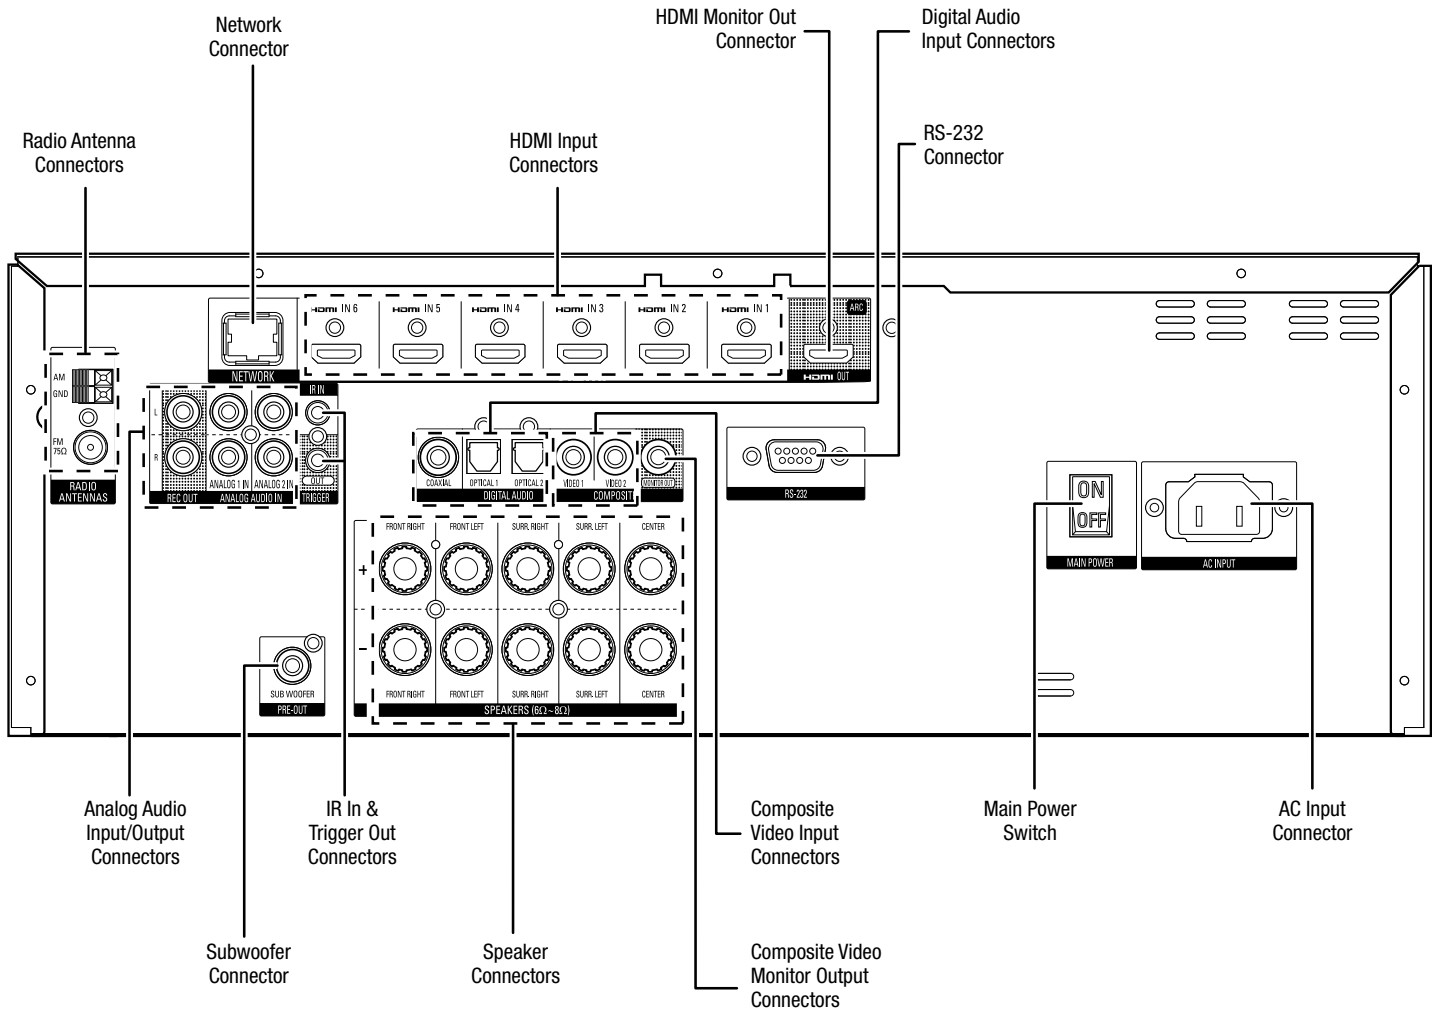 Network
Connector
HDMI Monitor Out
Connector
Digital Audio
Input Connectors
Radio Antenna
Connectors
HDMI Input
Connectors
RS-232
Connector
HDMI IN 6
HDMI IN 5
HDMI IN 4
HDMI IN 3
HDMI IN 2
HDMI IN 1
ARC
HDMI OUT
NETWORK
AM
GND
FM
75Ω
RADIO
ANTENNAS
L
R
REC OUT
ANALOG 1 IN
ANALOG 2 IN
ANALOG AUDIO IN
IR IN
OUT
TRIGGER
COAXIAL
OPTICAL 1
OPTICAL 2
DIGITAL AUDIO
VIDEO 1
VIDEO 2
COMPOSIT
MONITOR OUT
RS-232
ON
OFF
MAIN POWER
AC INPUT
FRONT RIGHT
FRONT LEFT
SURR. RIGHT
SURR. LEFT
CENTER
+
−
FRONT RIGHT
FRONT LEFT
SURR. RIGHT
SURR. LEFT
CENTER
SPEAKERS (6Ω~8Ω)
SUB WOOFER
PRE-OUT
Analog Audio
Input/Output
Connectors
IR In &
Trigger Out
Connectors
Composite
Video Input
Connectors
Main Power
Switch
AC Input
Connector
Subwoofer
Connector
Speaker
Connectors
Composite Video
Monitor Output
Connectors